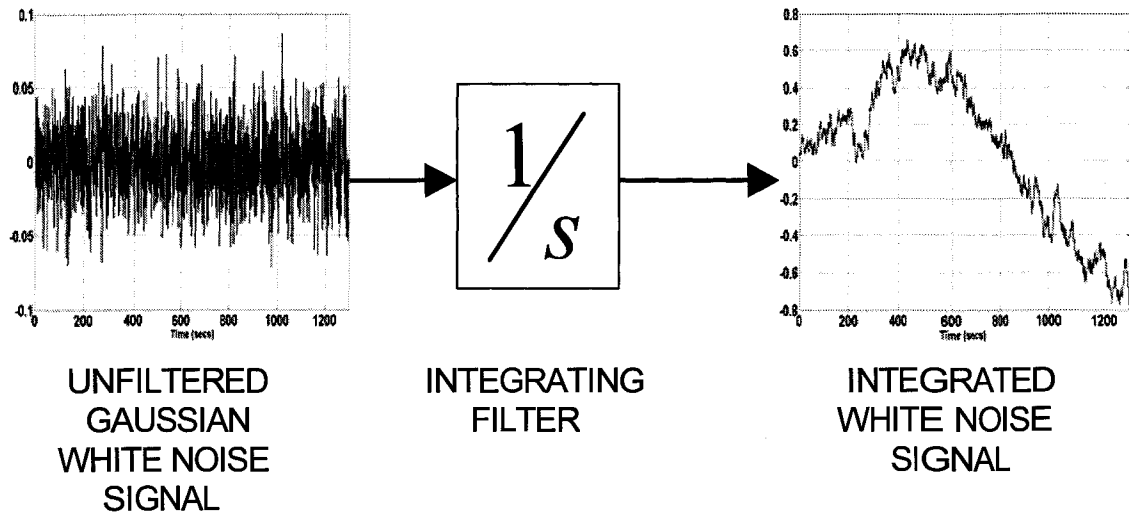 0.1
0.05
0
-0.05
-0.1
0 200 400 600 800 1000 1200
Time (secs)
1/s
0.8
0.6
0.4
0.2
0
-0.2
-0.4
-0.6
-0.8
0 200 400 600 800 1000 1200
Time (secs)
UNFILTERED
GAUSSIAN
WHITE NOISE
SIGNAL
INTEGRATING
FILTER
INTEGRATED
WHITE NOISE
SIGNAL